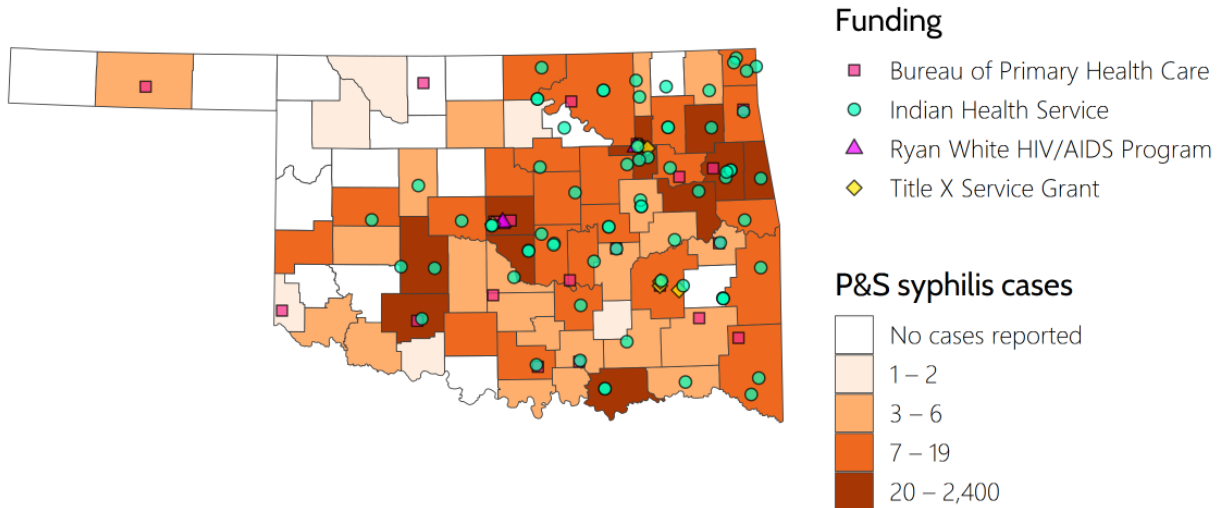 Funding
Bureau of Primary Health Care
Indian Health Service
Ryan White HIV/AIDS Program
Title X Service Grant
P&S syphilis cases
No cases reported
1 – 2
3 – 6
7 – 19
20 – 2,400